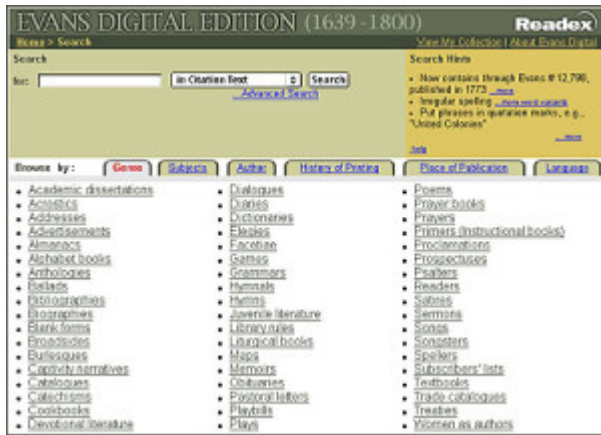 EVANS DIGITAL EDITION (1639-1800)
Readex
Home > Search
View My Collection | About Evans Digital
Search
for:
in Citation Text
Search
...Advanced Search
Search Hints
• Now contains through Evans # 12,798,
published in 1773 ...more
• Irregular spelling
• Put phrases in quotation marks, e.g.,
"United Colonies"
...more
help
Browse by:
Genre
Subjects
Author
History of Printing
Place of Publication
Language
Academic dissertations
Acrostics
Addresses
Advertisements
Almanacs
Alphabet books
Anthologies
Ballads
Bibliographies
Biographies
Blank forms
Broadsides
Burlesques
Captivity narratives
Catalogues
Catechisms
Cookbooks
Devotional literature
Dialogues
Diaries
Dictionaries
Elegies
Facetiae
Games
Grammars
Hymnals
Hymns
Juvenile literature
Library rules
Liturgical books
Maps
Memoirs
Obituaries
Pastoral letters
Playbills
Plays
Poems
Prayer books
Prayers
Primers (Instructional books)
Proclamations
Prospectuses
Psalters
Readers
Satires
Sermons
Songs
Songsters
Spellers
Subscribers' lists
Textbooks
Trade catalogues
Treaties
Women as authors